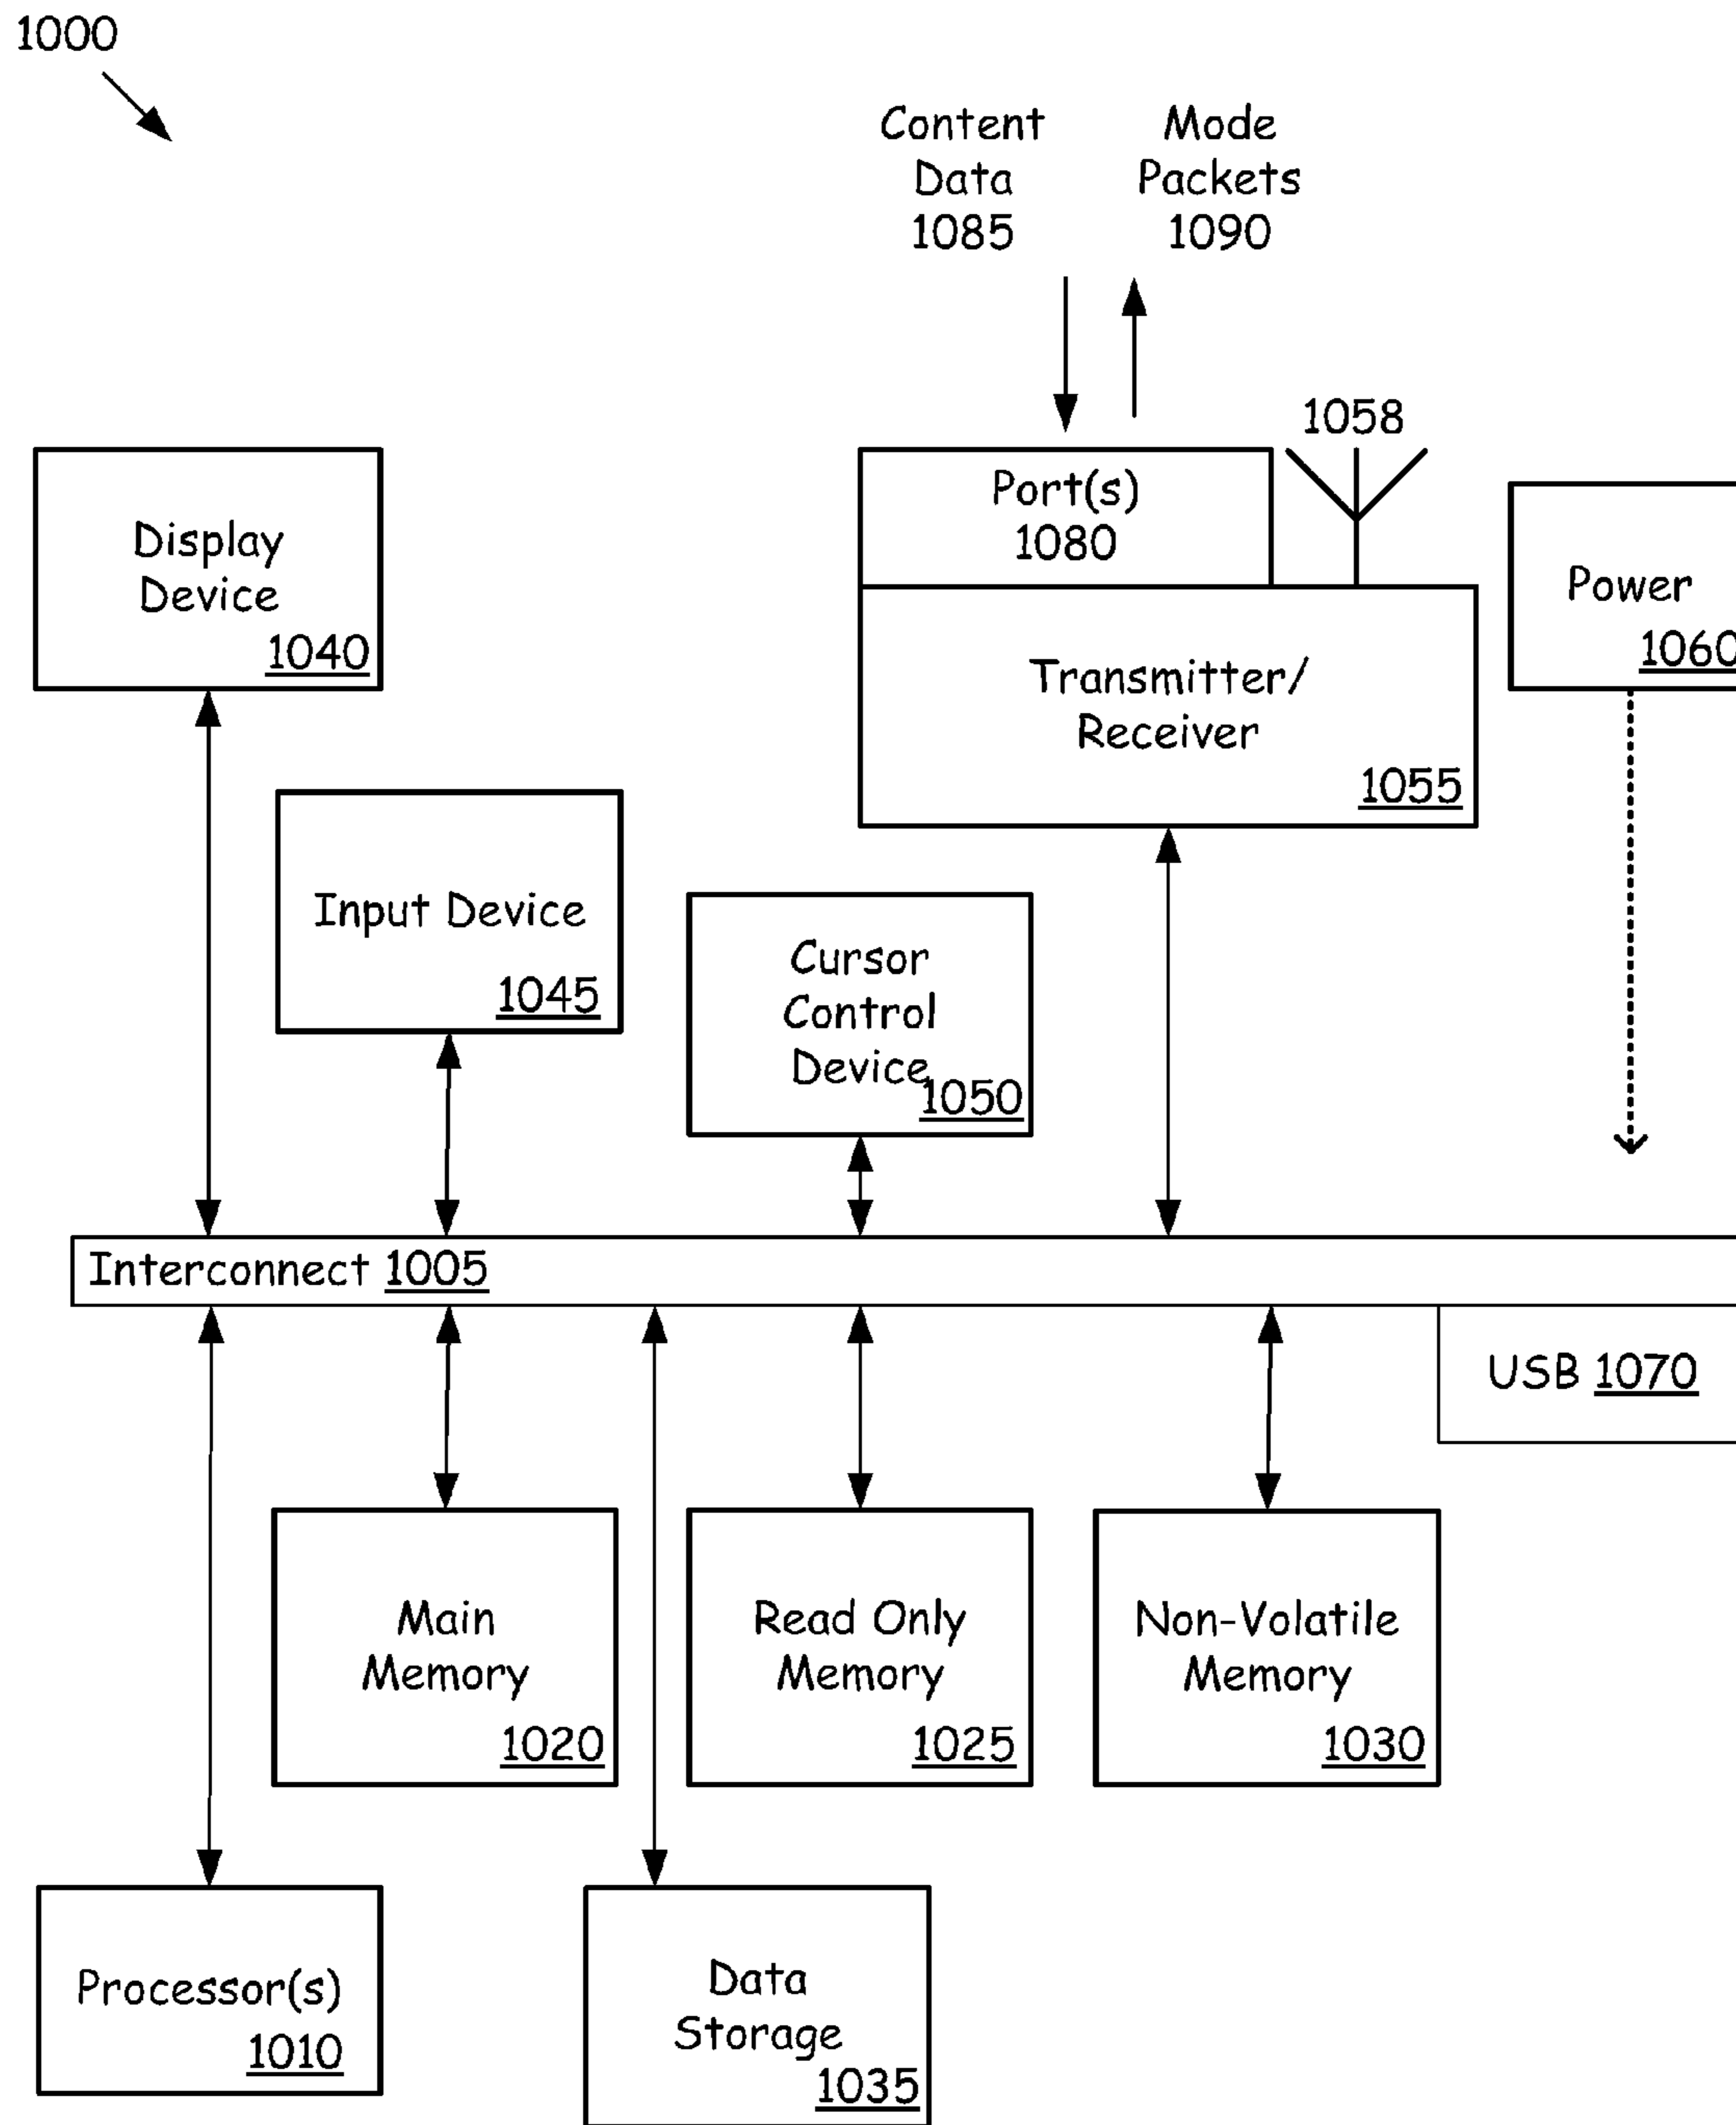 1000
Content
Data
1085
Mode
Packets
1090
1058
Port(s)
1080
Display
Device
1040
Power
1060
Transmitter/
Receiver
1055
Input Device
1045
Cursor
Control
Device
1050
Interconnect 1005
USB 1070
Main
Memory
1020
Read Only
Memory
1025
Non-Volatile
Memory
1030
Processor(s)
1010
Data
Storage
1035